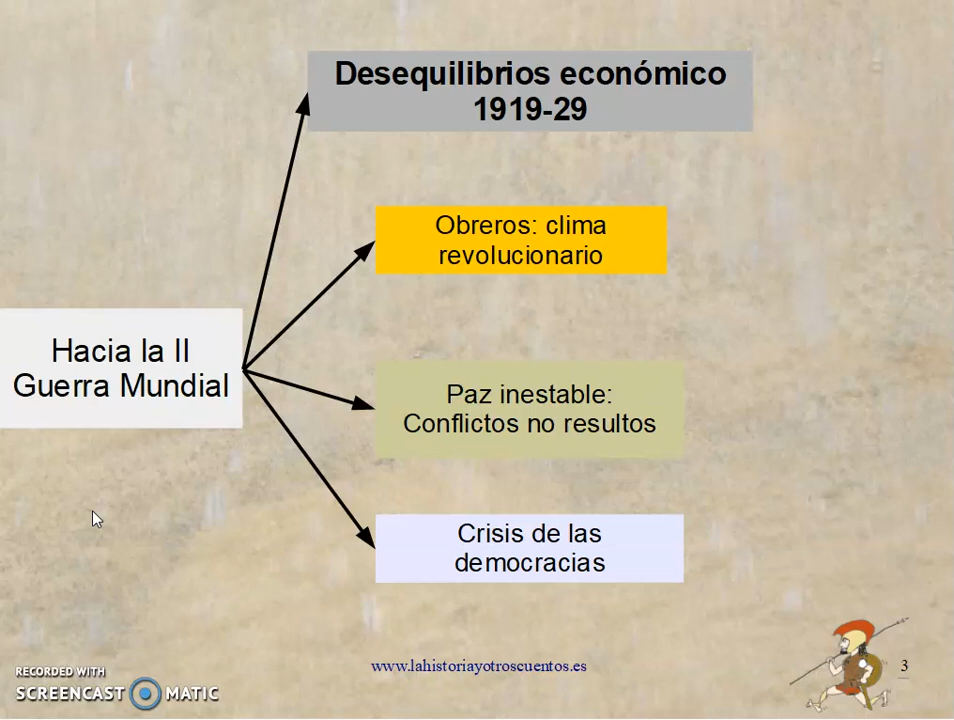 Desequilibrios económico
1919-29
Obreros: clima
revolucionario
Hacia la II
Guerra Mundial
Paz inestable:
Conflictos no resultos
Crisis de las
democracias
www.lahistoriayotroscuentos.es
3
RECORDED WITH
SCREENCAST MATIC